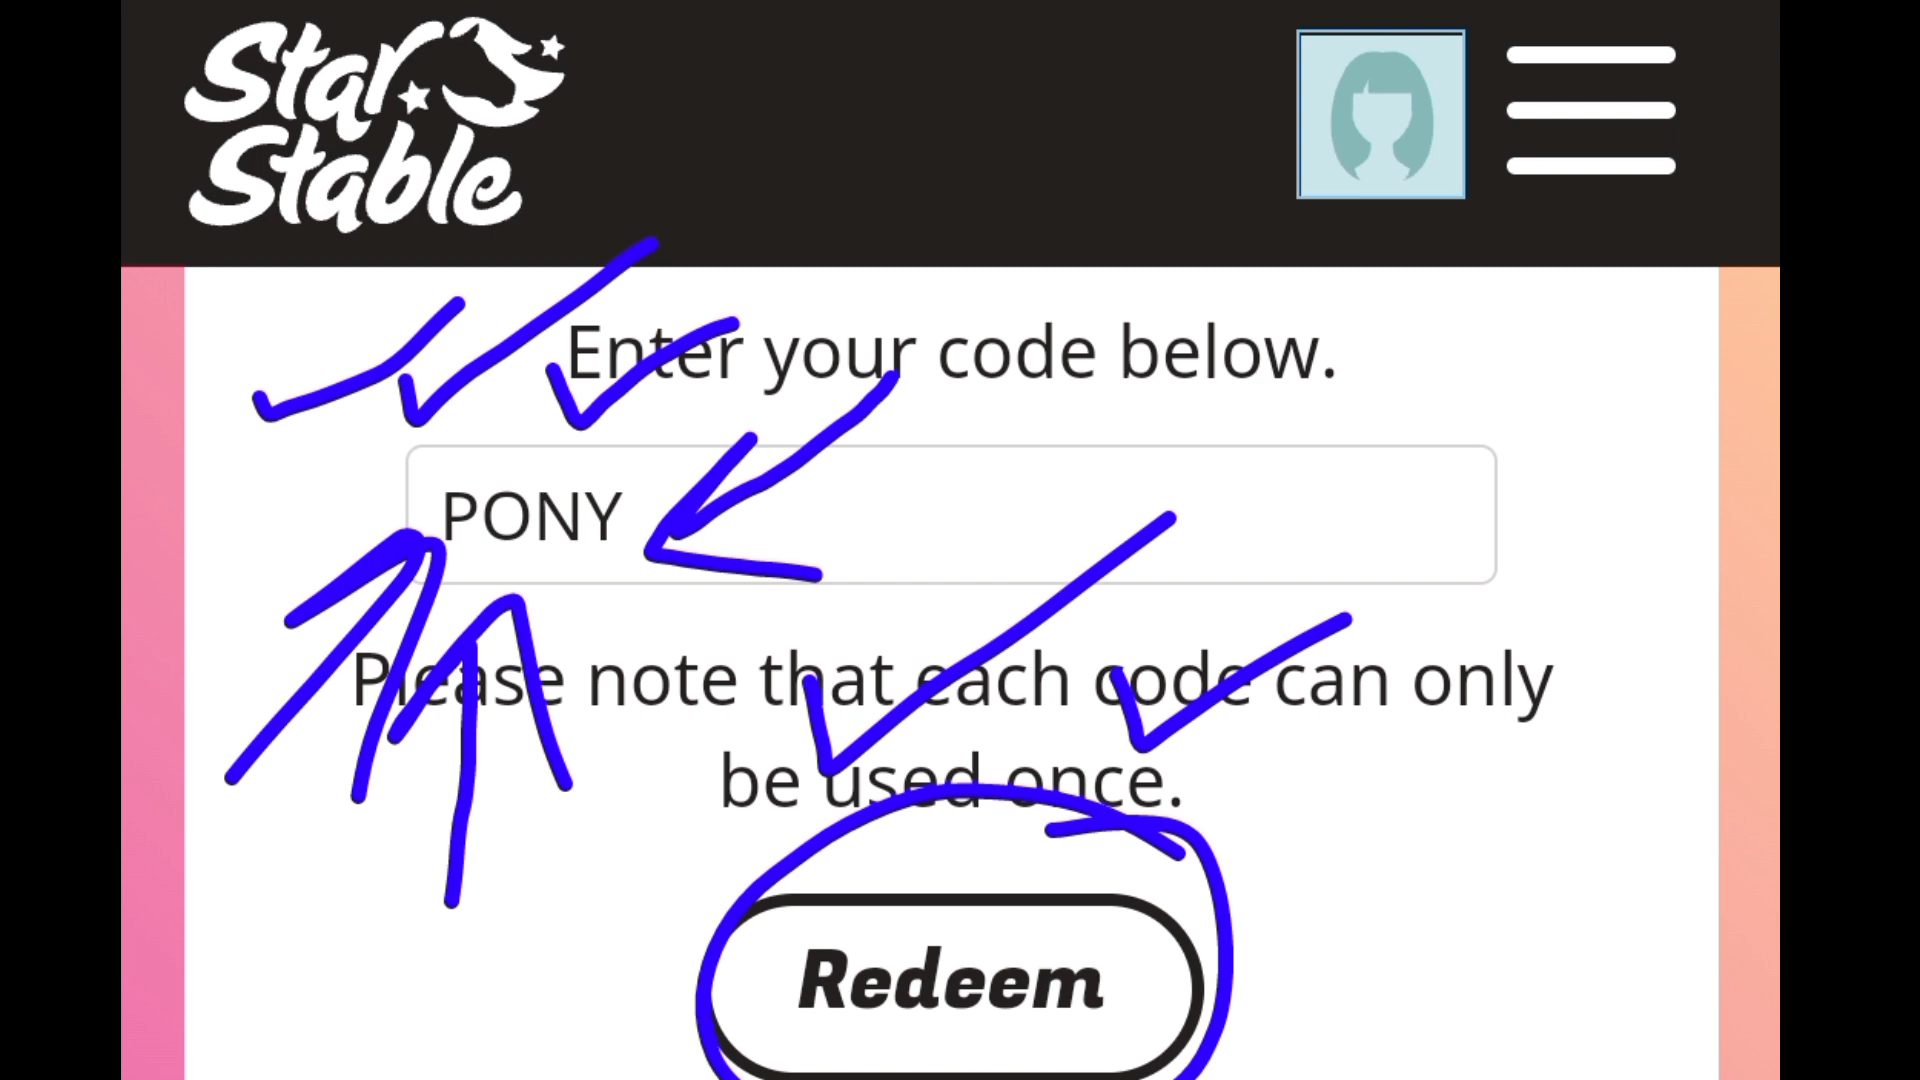 Star
Stable
Enter your code below.
PONY
Please note that each code can only
be used once.
Redeem